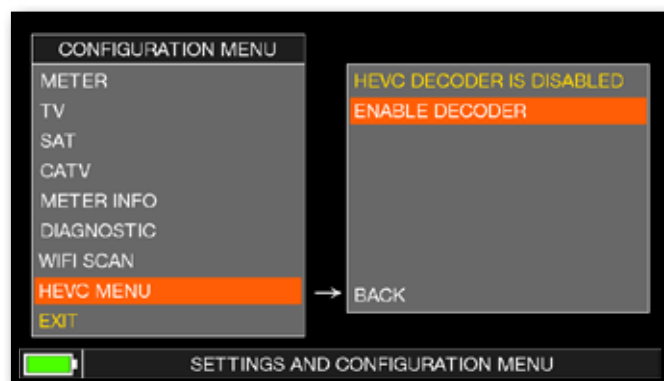 CONFIGURATION MENU
METER
TV
SAT
CATV
METER INFO
DIAGNOSTIC
WIFI SCAN
HEVC MENU
EXIT
HEVC DECODER IS DISABLED
ENABLE DECODER
BACK
SETTINGS AND CONFIGURATION MENU